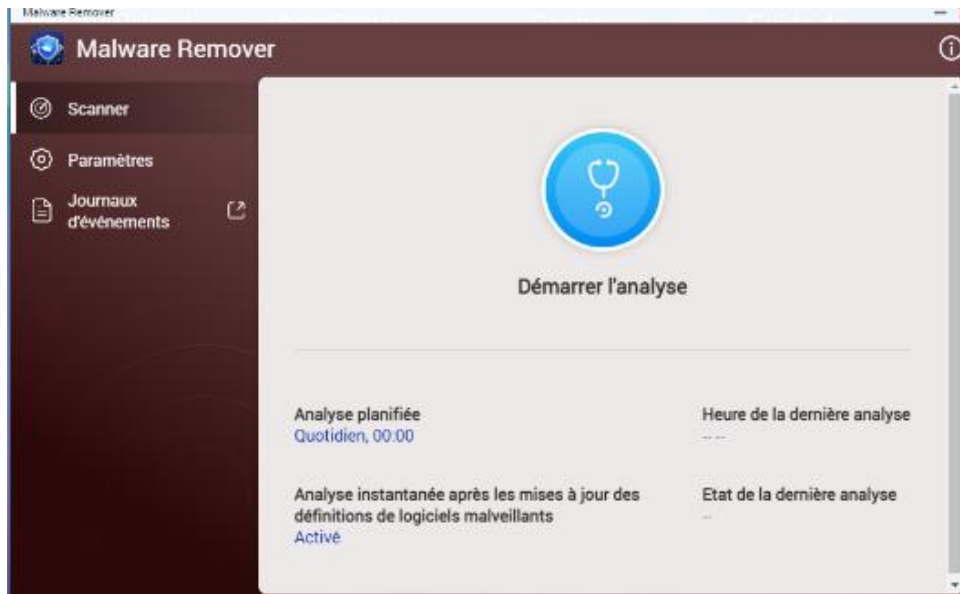 Malware Remover
Malware Remover
Scanner
Paramètres
Journaux
d'événements
Démarrer l'analyse
Analyse planifiée
Quotidien, 00:00
Heure de la dernière analyse
-- --
Analyse instantanée après les mises à jour des
définitions de logiciels malveillants
Activé
Etat de la dernière analyse
--